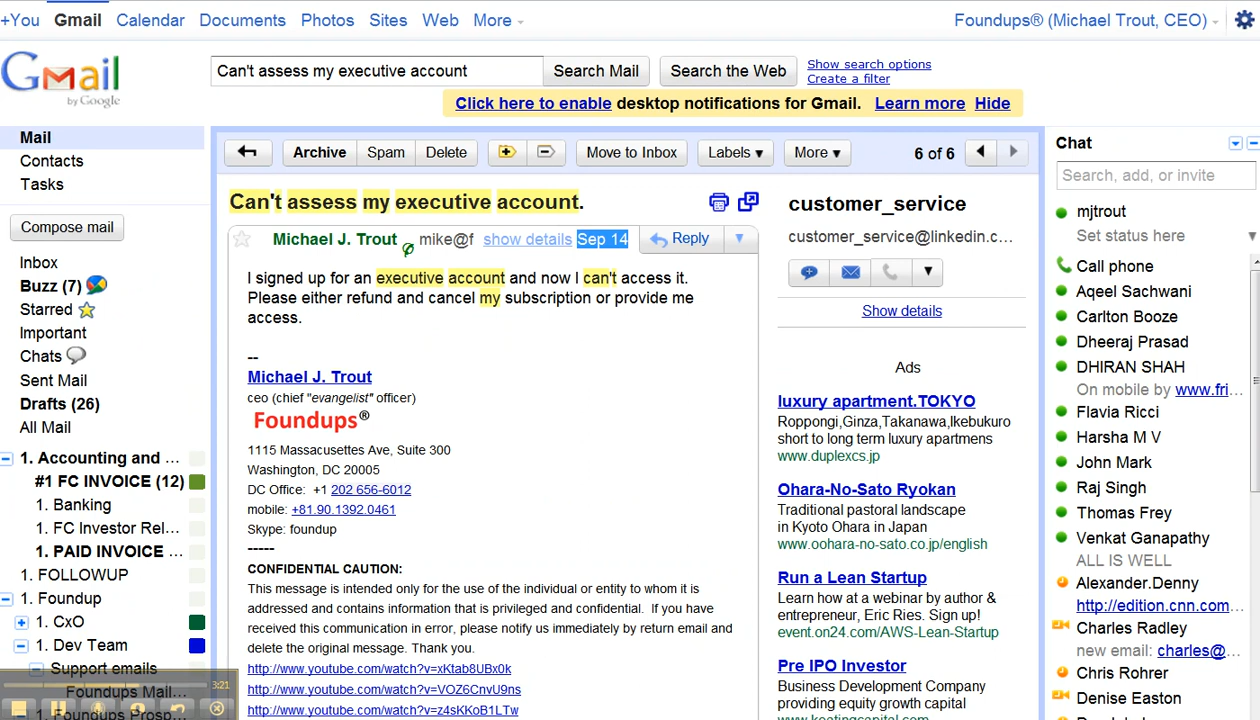 +You Gmail Calendar Documents Photos Sites Web More
Foundups® (Michael Trout, CEO)
Gmail
by Google
Can't assess my executive account
Search Mail
Search the Web
Show search options
Create a filter
Click here to enable desktop notifications for Gmail. Learn more Hide
Mail
Contacts
Tasks
Compose mail
Inbox
Buzz (7)
Starred
Important
Chats
Sent Mail
Drafts (26)
All Mail
1. Accounting and ...
#1 FC INVOICE (12)
1. Banking
1. FC Investor Rel...
1. PAID INVOICE ...
1. FOLLOWUP
1. Foundup
1. CxO
1. Dev Team
Support emails
Foundups Mail...
1. Foundups Prosp...
3:21
Archive Spam Delete Move to Inbox Labels More 6 of 6
Can't assess my executive account.
Michael J. Trout mike@f show details Sep 14 Reply
I signed up for an executive account and now I can't access it.
Please either refund and cancel my subscription or provide me
access.
--
Michael J. Trout
ceo (chief "evangelist" officer)
Foundups®
1115 Massacusettes Ave, Suite 300
Washington, DC 20005
DC Office: +1 202 656-6012
mobile: +81.90.1392.0461
Skype: foundup
-----
CONFIDENTIAL CAUTION:
This message is intended only for the use of the individual or entity to whom it is
addressed and contains information that is privileged and confidential. If you have
received this communication in error, please notify us immediately by return email and
delete the original message. Thank you.
http://www.youtube.com/watch?v=xKtab8UBx0k
http://www.youtube.com/watch?v=VOZ6CnvU9ns
http://www.youtube.com/watch?v=z4sKKoB1LTw
customer_service
customer_service@linkedin.c...
Show details
Ads
luxury apartment.TOKYO
Roppongi,Ginza,Takanawa,Ikebukuro
short to long term luxury apartmens
www.duplexcs.jp
Ohara-No-Sato Ryokan
Traditional pastoral landscape
in Kyoto Ohara in Japan
www.oohara-no-sato.co.jp/english
Run a Lean Startup
Learn how at a webinar by author &
entrepreneur, Eric Ries. Sign up!
event.on24.com/AWS-Lean-Startup
Pre IPO Investor
Business Development Company
providing equity growth capital
www.keatingcapital.com
Chat
Search, add, or invite
mjtrout
Set status here
Call phone
Aqeel Sachwani
Carlton Booze
Dheeraj Prasad
DHIRAN SHAH
On mobile by www.fri...
Flavia Ricci
Harsha M V
John Mark
Raj Singh
Thomas Frey
Venkat Ganapathy
ALL IS WELL
Alexander.Denny
http://edition.cnn.com...
Charles Radley
new email: charles@...
Chris Rohrer
Denise Easton